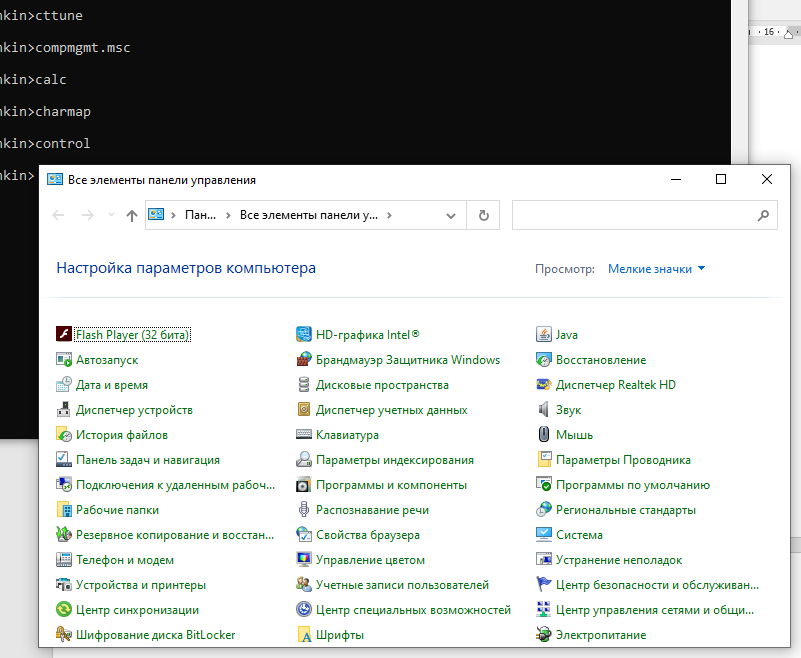 nkin>cttune
nkin>compmgmt.msc
nkin>calc
nkin>charmap
nkin>control
nkin>
16
Все элементы панели управления
Пан... Все элементы панели у...
Настройка параметров компьютера
Просмотр: Мелкие значки
Flash Player (32 бита) HD-графика Intel® Java
Автозапуск Брандмауэр Защитника Windows Восстановление
Дата и время Дисковые пространства Диспетчер Realtek HD
Диспетчер устройств Диспетчер учетных данных Звук
История файлов Клавиатура Мышь
Панель задач и навигация Параметры индексирования Параметры Проводника
Подключения к удаленным рабоч... Программы и компоненты Программы по умолчанию
Рабочие папки Распознавание речи Региональные стандарты
Резервное копирование и восстан... Свойства браузера Система
Телефон и модем Управление цветом Устранение неполадок
Устройства и принтеры Учетные записи пользователей Центр безопасности и обслуживан...
Центр синхронизации Центр специальных возможностей Центр управления сетями и общи...
Шифрование диска BitLocker Шрифты Электропитание